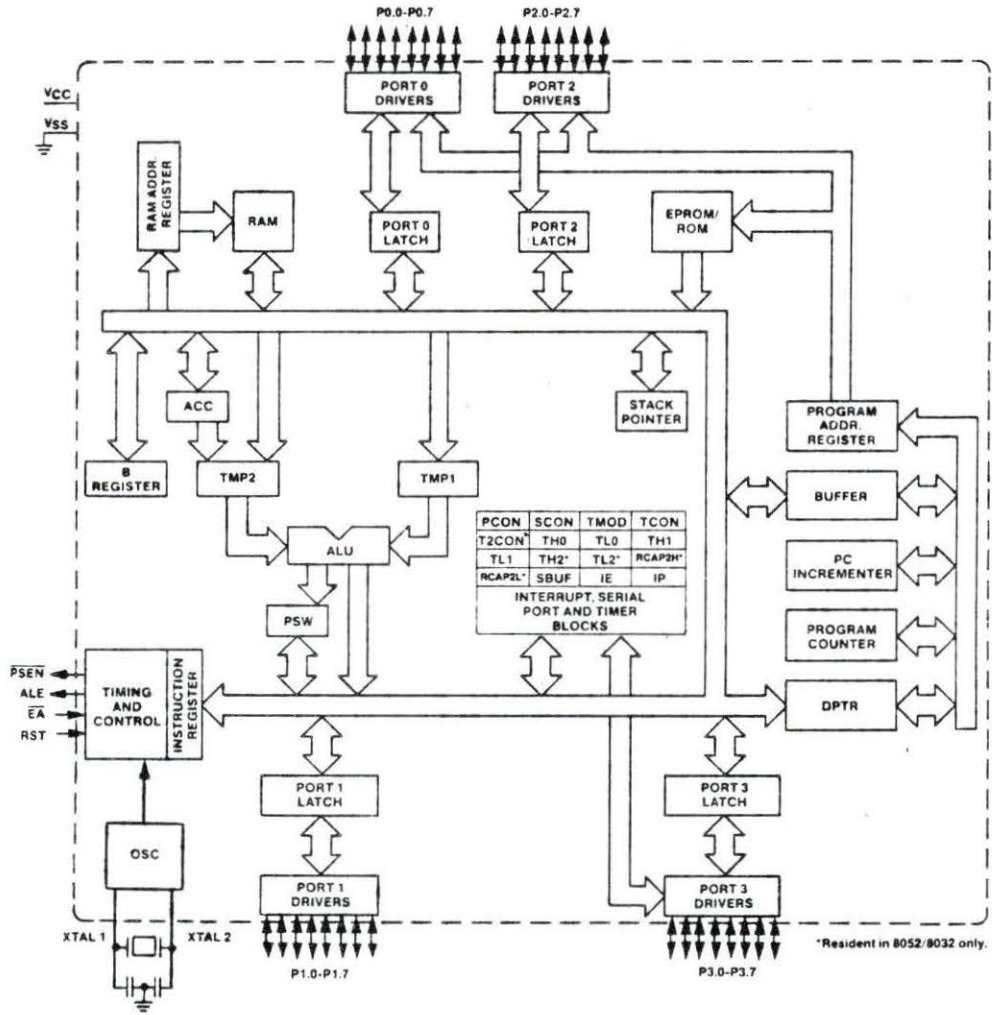 P0.0-P0.7
P2.0-P2.7
VCC
VSS
PORT 0
DRIVERS
PORT 2
DRIVERS
RAM ADDR.
REGISTER
RAM
PORT 0
LATCH
PORT 2
LATCH
EPROM/
ROM
ACC
STACK
POINTER
PROGRAM
ADDR.
REGISTER
B
REGISTER
TMP2
TMP1
BUFFER
ALU
PCON SCON TMOD TCON
T2CON* TH0 TL0 TH1
TL1 TH2* TL2* RCAP2H*
RCAP2L* SBUF IE IP
INTERRUPT, SERIAL
PORT AND TIMER
BLOCKS
PC
INCREMENTER
PSW
PROGRAM
COUNTER
PSEN
ALE
EA
RST
TIMING
AND
CONTROL
INSTRUCTION
REGISTER
DPTR
PORT 1
LATCH
PORT 3
LATCH
OSC
PORT 1
DRIVERS
PORT 3
DRIVERS
XTAL 1
XTAL 2
*Resident in 8052/8032 only.
P1.0-P1.7
P3.0-P3.7